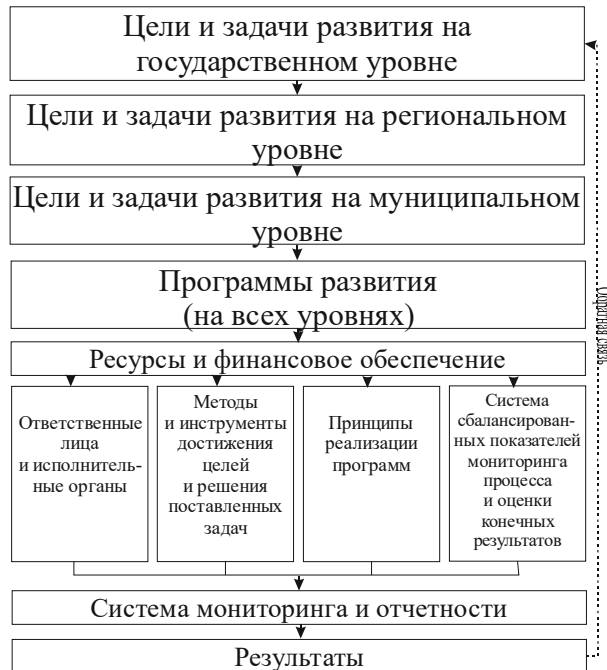 Цели и задачи развития на
государственном уровне
Цели и задачи развития на региональном
уровне
Цели и задачи развития на муниципальном
уровне
Программы развития
(на всех уровнях)
Ресурсы и финансовое обеспечение
Ответственные
лица
и исполнитель-
ные органы
Методы
и инструменты
достижения
целей
и решения
поставленных
задач
Принципы
реализации
программ
Система
сбалансирован-
ных показателей
мониторинга
процесса
и оценки
конечных
результатов
Система мониторинга и отчетности
Результаты
Обратная связь